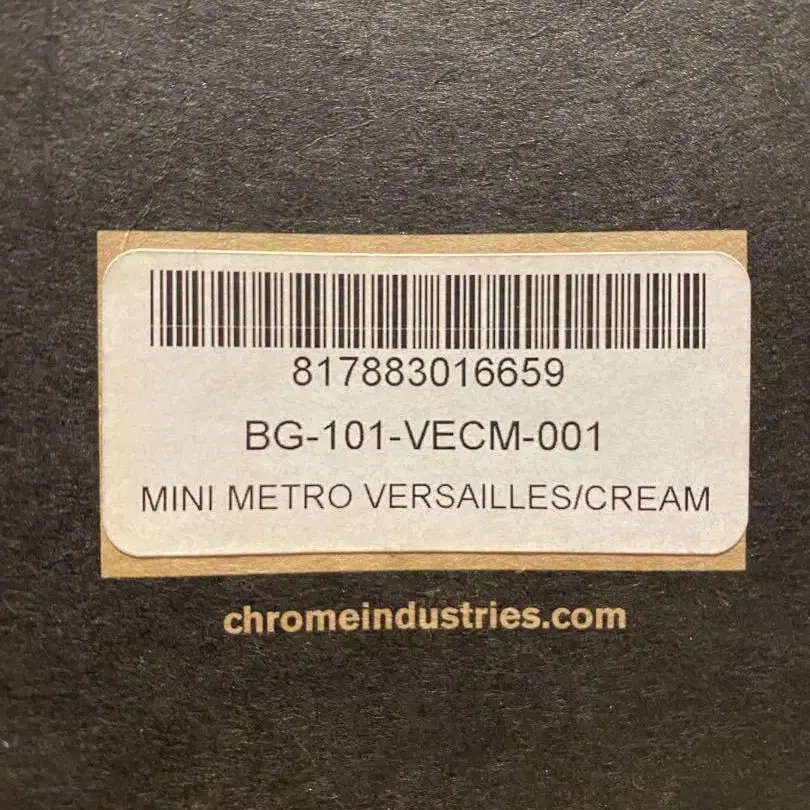 817883016659
BG-101-VECM-001
MINI METRO VERSAILLES/CREAM
chromeindustries.com